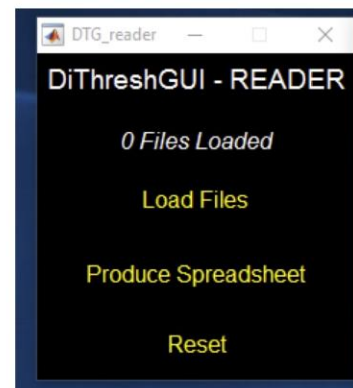 DTG_reader
DiThreshGUI - READER
0 Files Loaded
Load Files
Produce Spreadsheet
Reset